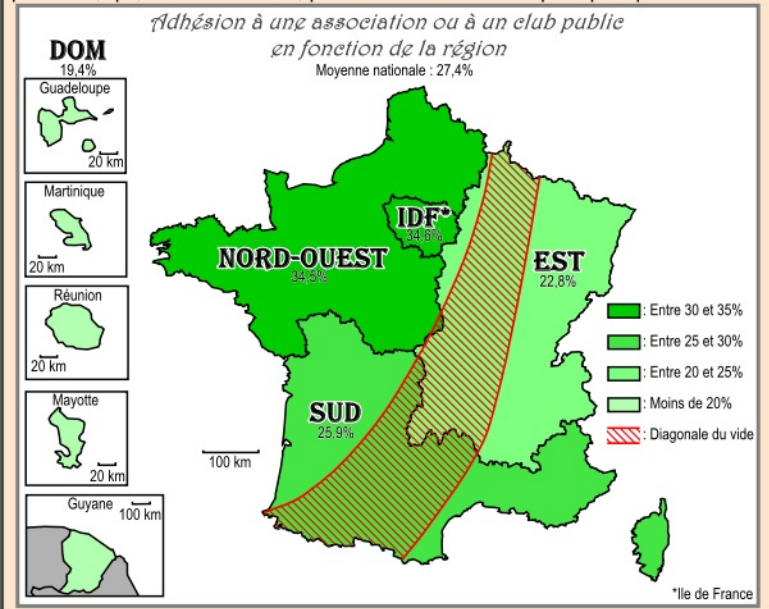 Adhésion à une association ou à un club public
en fonction de la région
Moyenne nationale : 27,4%
DOM
19,4%
Guadeloupe
20 km
Martinique
20 km
Réunion
20 km
Mayotte
20 km
Guyane
100 km
IDF*
34,6%
NORD-OUEST
34,5%
EST
22,8%
SUD
25,9%
100 km
: Entre 30 et 35%
: Entre 25 et 30%
: Entre 20 et 25%
: Moins de 20%
: Diagonale du vide
*Ile de France